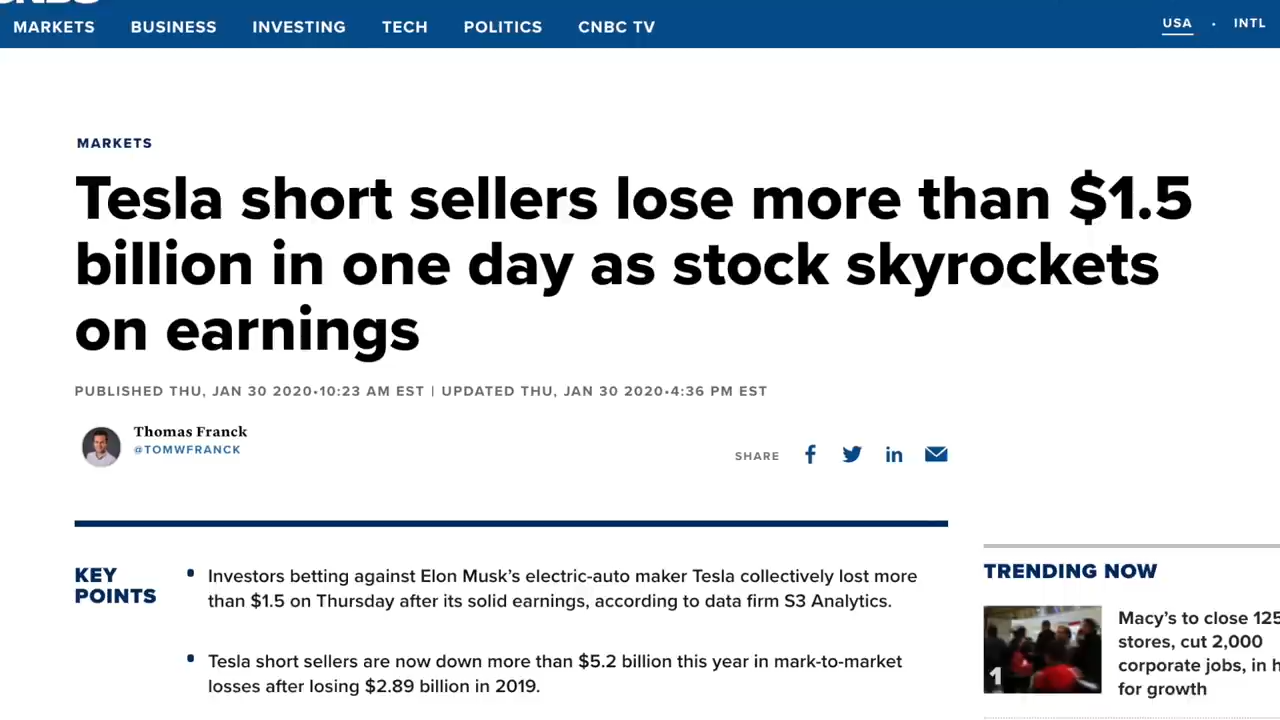 MARKETS BUSINESS INVESTING TECH POLITICS CNBC TV USA · INTL
MARKETS
Tesla short sellers lose more than $1.5
billion in one day as stock skyrockets
on earnings
PUBLISHED THU, JAN 30 2020•10:23 AM EST | UPDATED THU, JAN 30 2020•4:36 PM EST
Thomas Franck
@TOMWFRANCK
SHARE
KEY
POINTS
• Investors betting against Elon Musk’s electric-auto maker Tesla collectively lost more
than $1.5 on Thursday after its solid earnings, according to data firm S3 Analytics.
• Tesla short sellers are now down more than $5.2 billion this year in mark-to-market
losses after losing $2.89 billion in 2019.
TRENDING NOW
1
Macy’s to close 125
stores, cut 2,000
corporate jobs, in
for growth